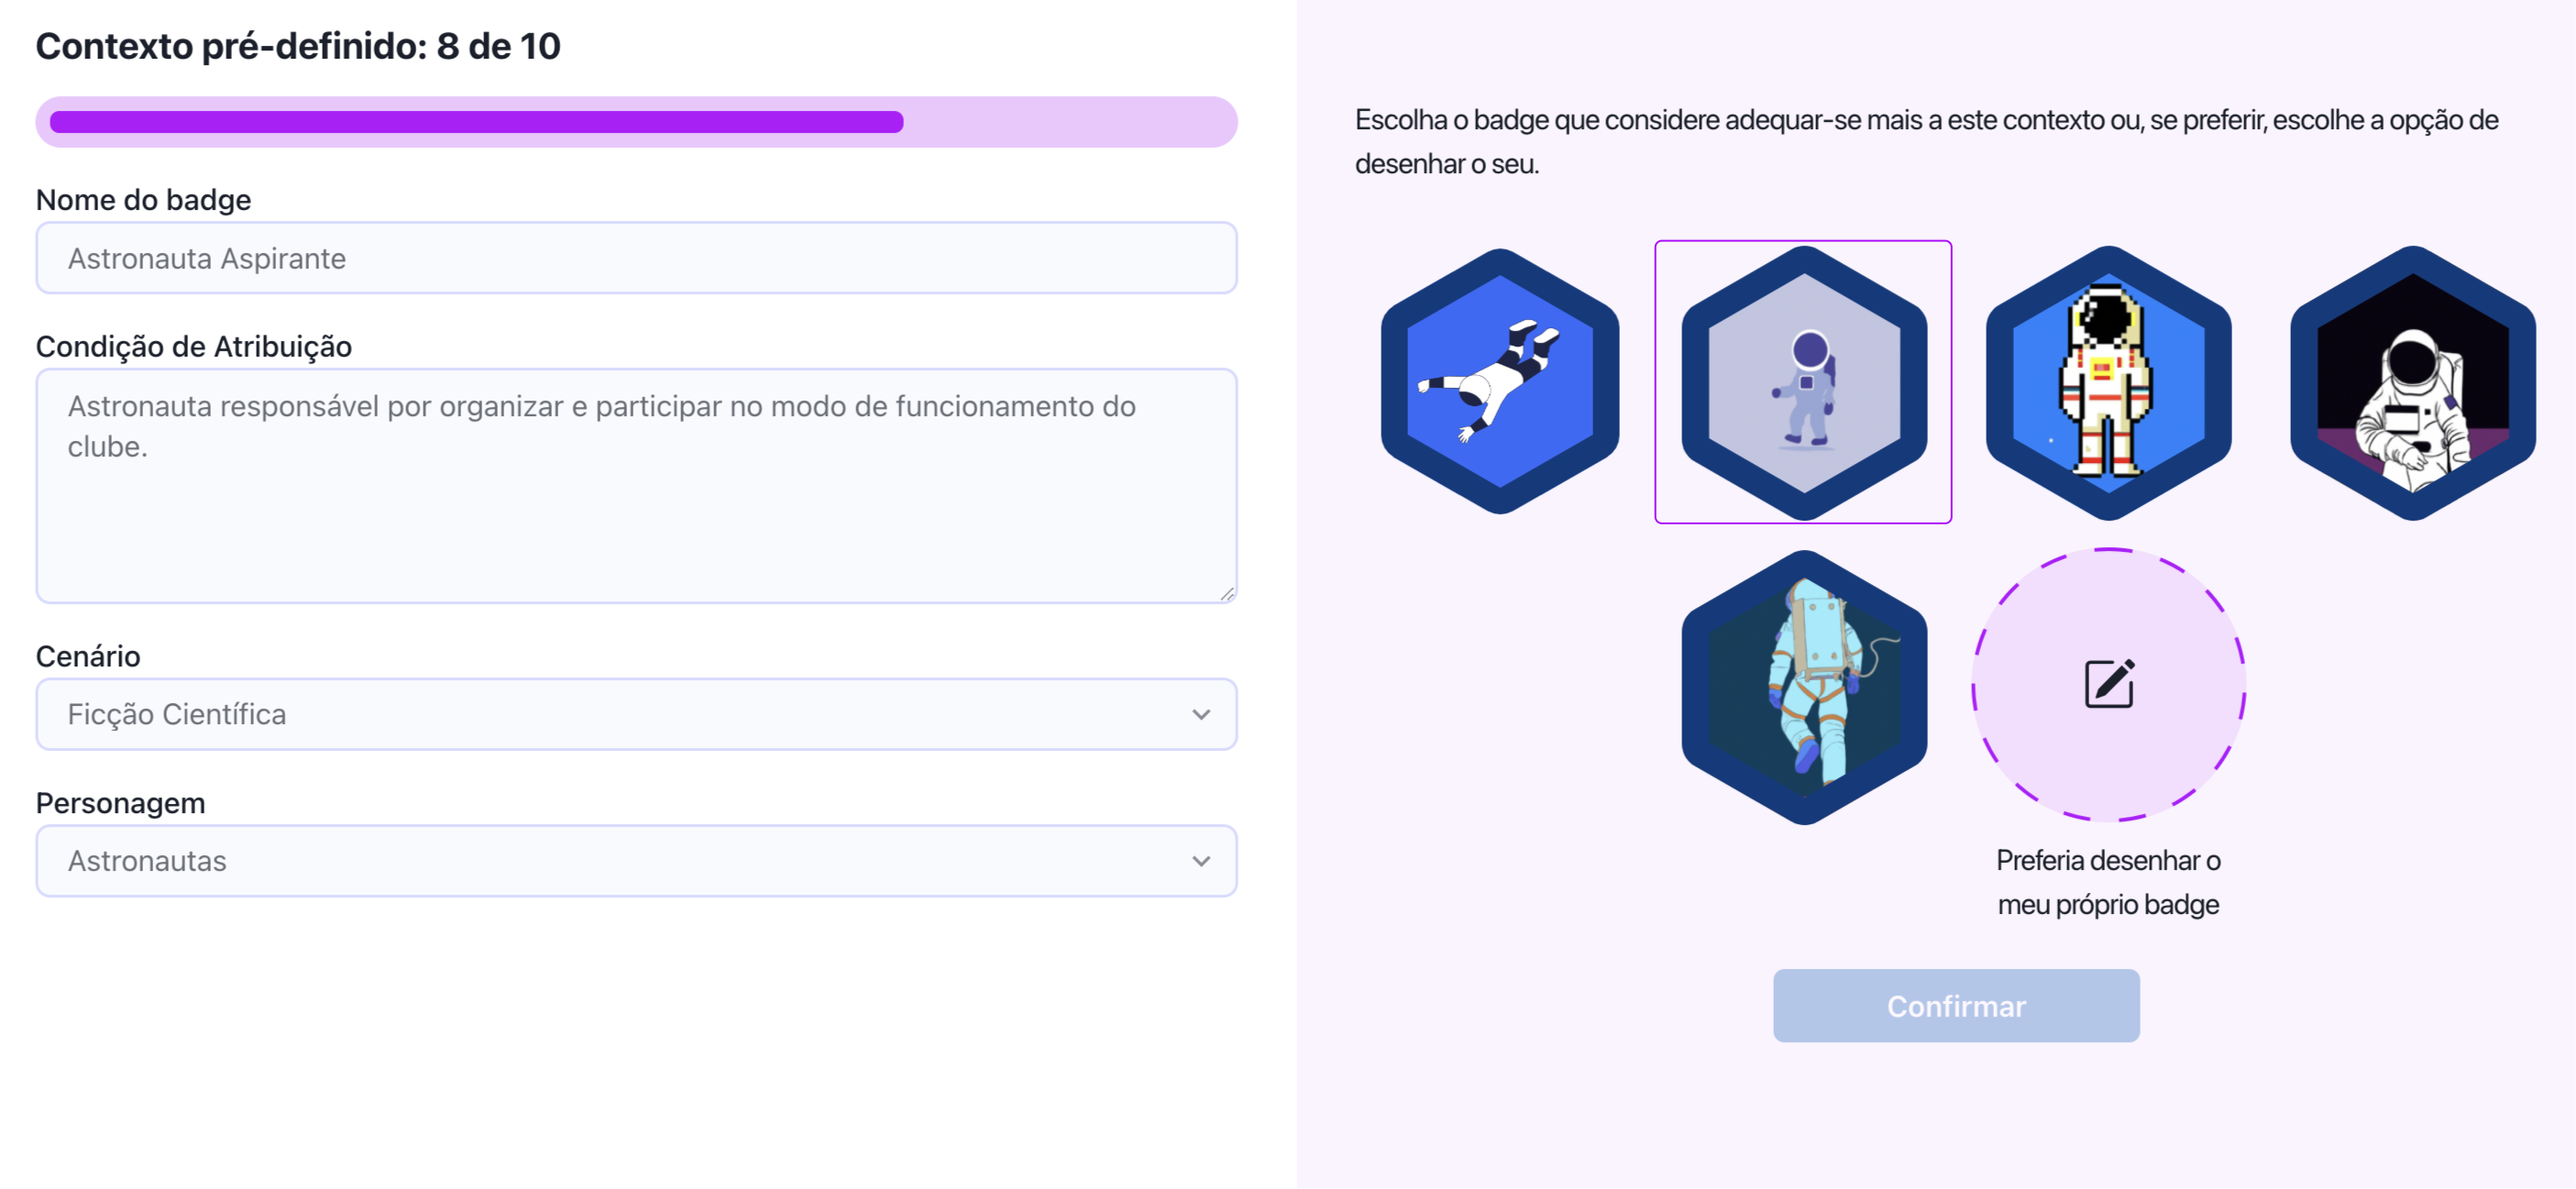 Contexto pré-definido: 8 de 10
Nome do badge
Astronauta Aspirante
Condição de Atribuição
Astronauta responsável por organizar e participar no modo de funcionamento do
clube.
Cenário
Ficção Científica
Personagem
Astronautas
Escolha o badge que considere adequar-se mais a este contexto ou, se preferir, escolhe a opção de
desenhar o seu.
Preferia desenhar o
meu próprio badge
Confirmar